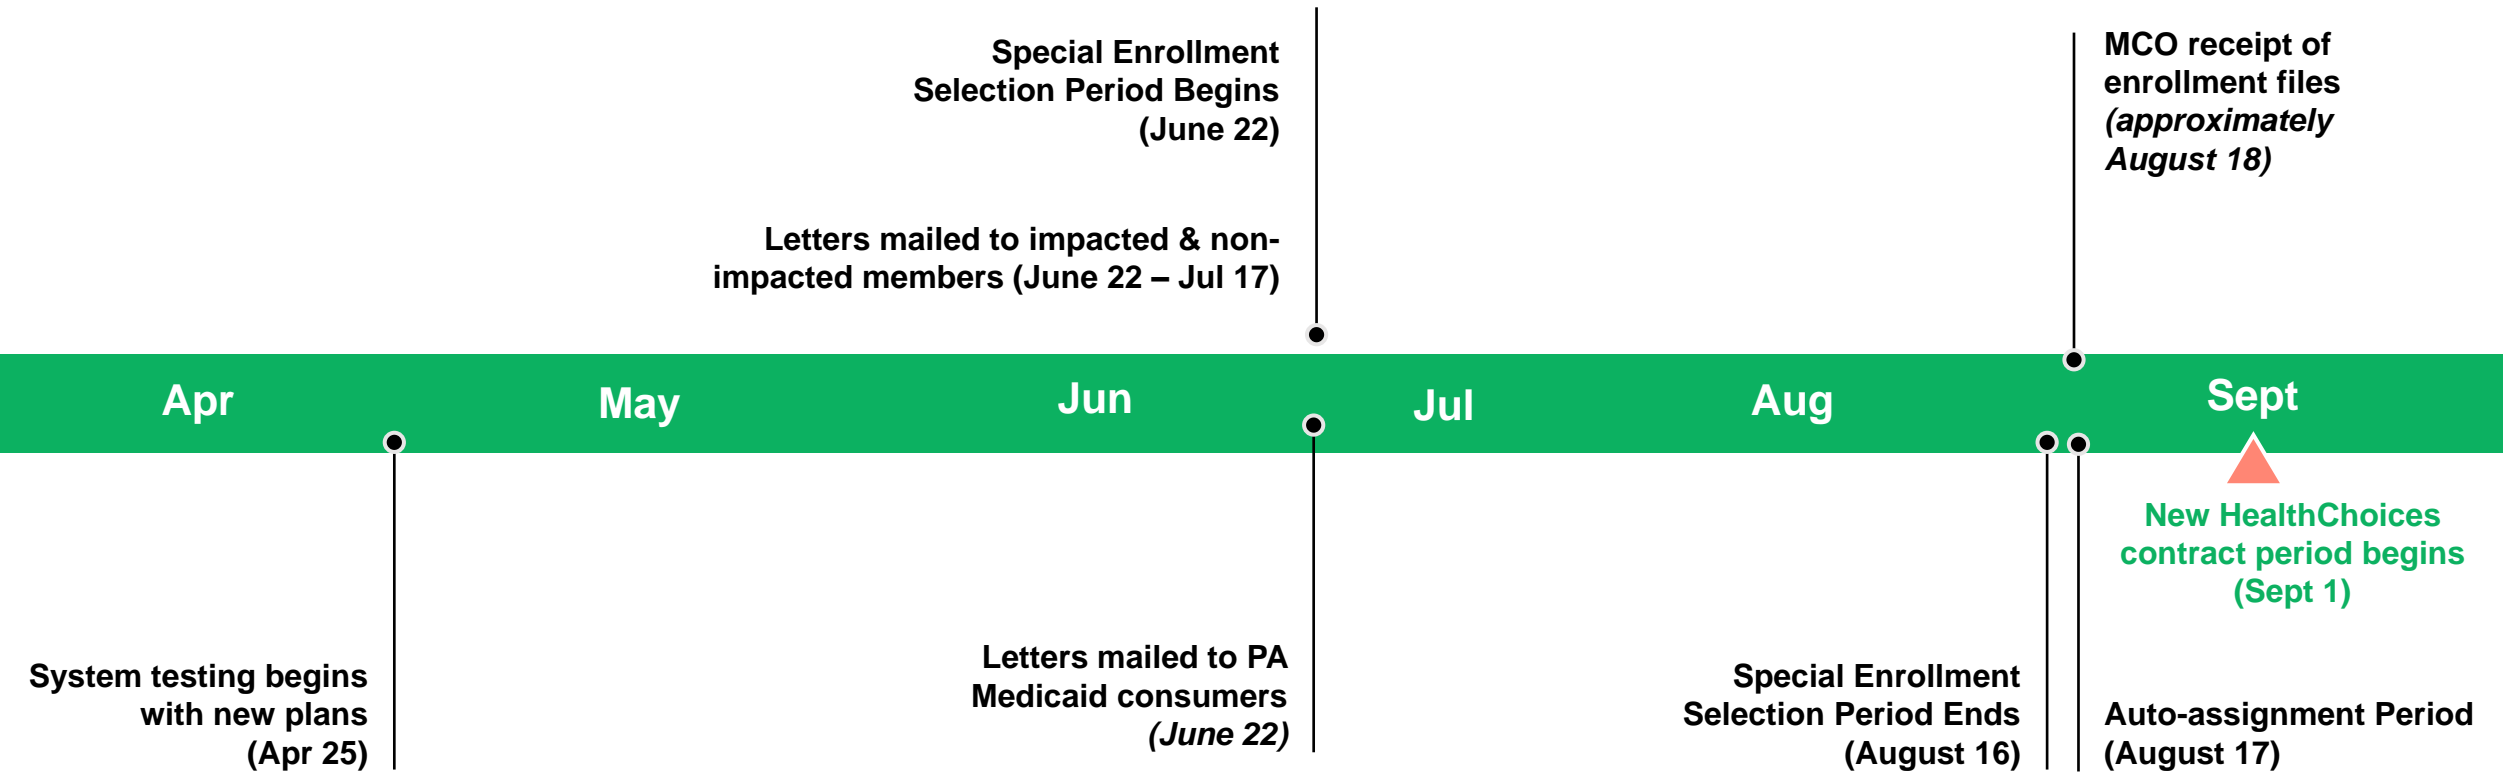 Special Enrollment
Selection Period Begins
(June 22)
Letters mailed to impacted & non-
impacted members (June 22 – Jul 17)
MCO receipt of
enrollment files
(approximately
August 18)
Apr
May
Jun
Jul
Aug
Sept
New HealthChoices
contract period begins
(Sept 1)
System testing begins
with new plans
(Apr 25)
Letters mailed to PA
Medicaid consumers
(June 22)
Special Enrollment
Selection Period Ends
(August 16)
Auto-assignment Period
(August 17)